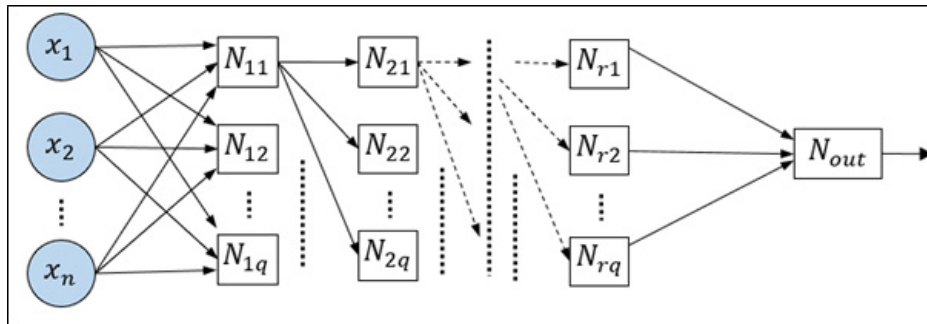 x₁ N₁₁ N₂₁ Nᵣ₁
x₂ N₁₂ N₂₂ Nᵣ₂ Nₒᵤₜ
xₙ N₁q N₂q Nᵣq